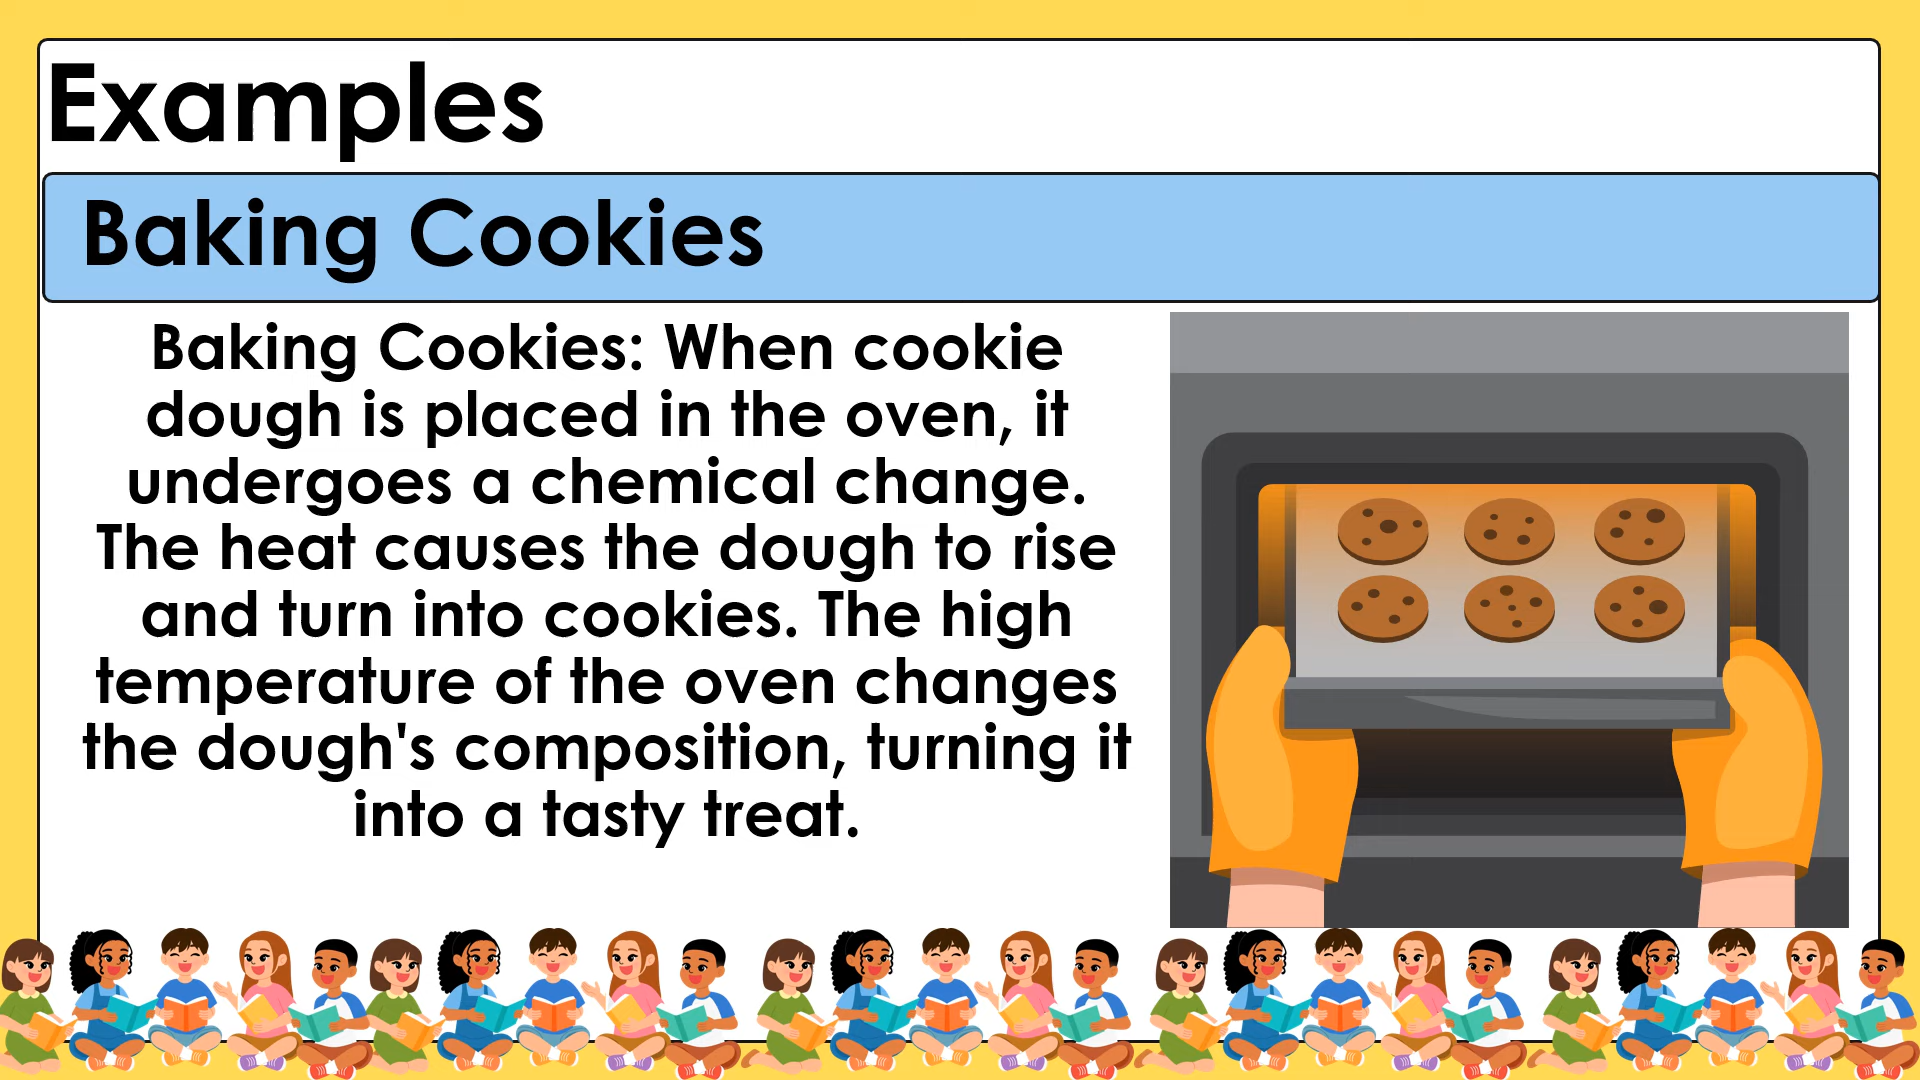 Examples
Baking Cookies
Baking Cookies: When cookie
dough is placed in the oven, it
undergoes a chemical change.
The heat causes the dough to rise
and turn into cookies. The high
temperature of the oven changes
the dough's composition, turning it
into a tasty treat.